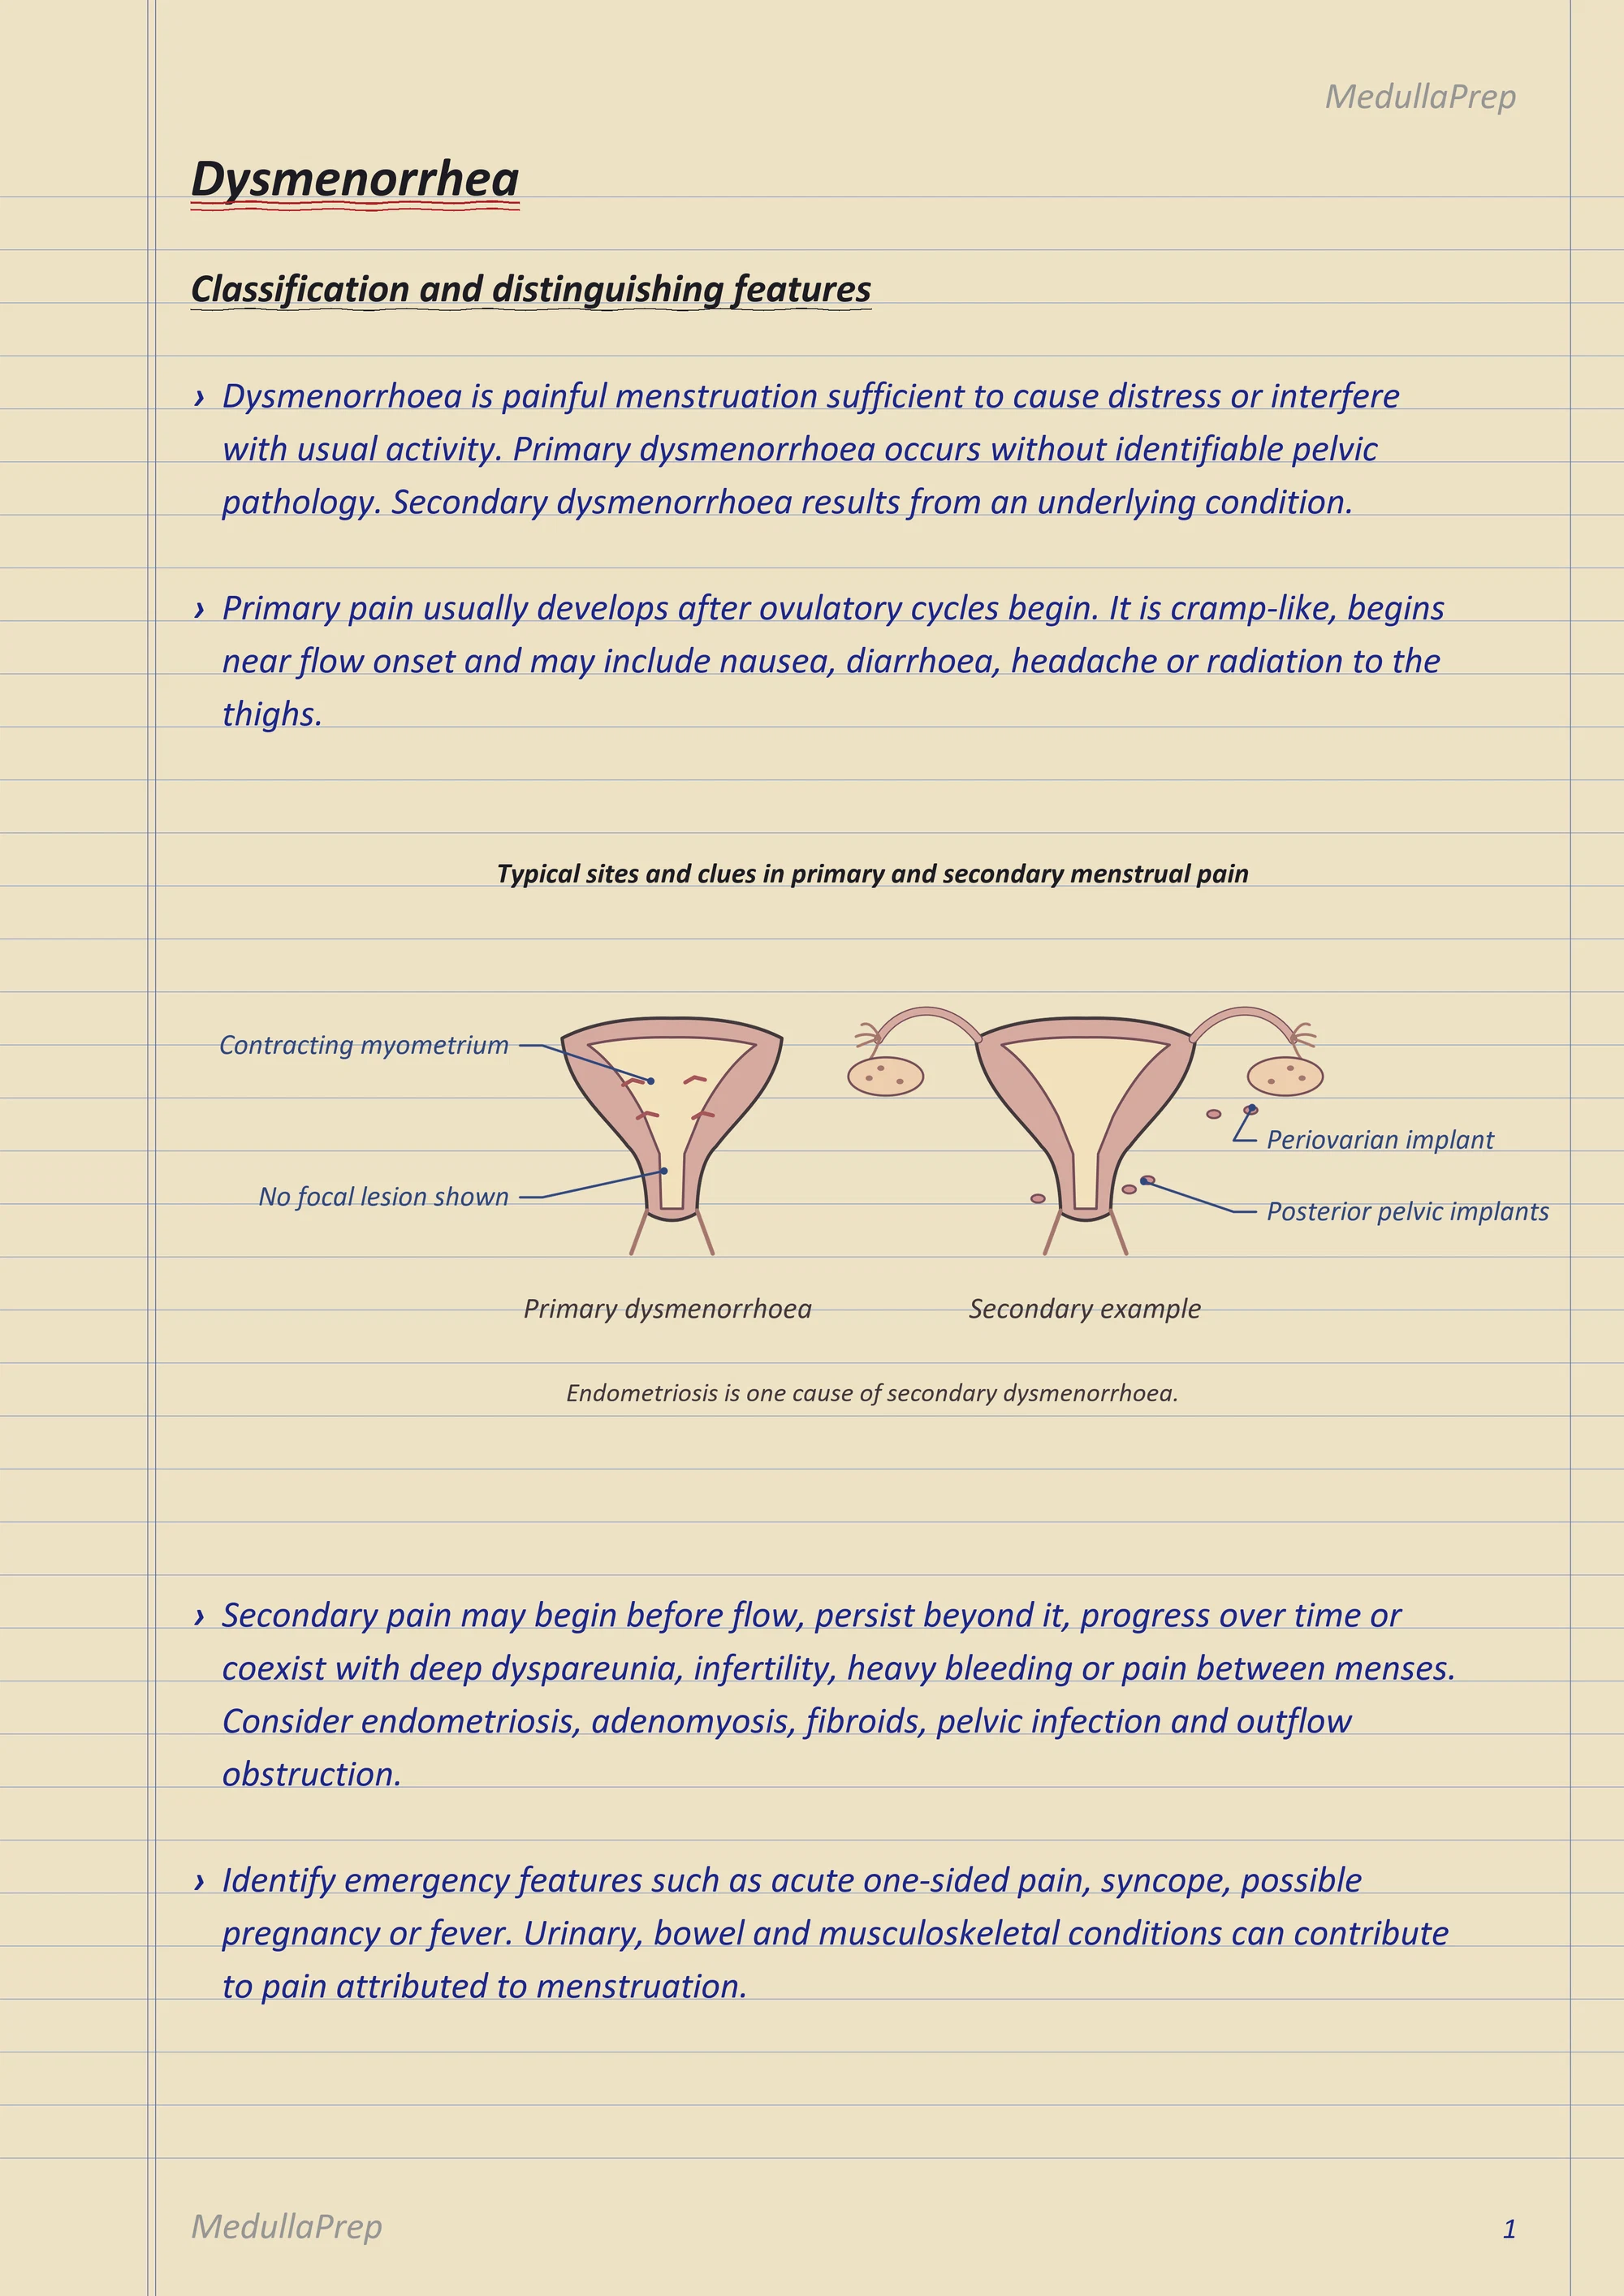 MedullaPrep
Dysmenorrhea
Classification and distinguishing features
› Dysmenorrhoea is painful menstruation sufficient to cause distress or interfere
with usual activity. Primary dysmenorrhoea occurs without identifiable pelvic
pathology. Secondary dysmenorrhoea results from an underlying condition.
› Primary pain usually develops after ovulatory cycles begin. It is cramp-like, begins
near flow onset and may include nausea, diarrhoea, headache or radiation to the
thighs.
Typical sites and clues in primary and secondary menstrual pain
Contracting myometrium
No focal lesion shown
Periovarian implant
Posterior pelvic implants
Primary dysmenorrhoea
Secondary example
Endometriosis is one cause of secondary dysmenorrhoea.
› Secondary pain may begin before flow, persist beyond it, progress over time or
coexist with deep dyspareunia, infertility, heavy bleeding or pain between menses.
Consider endometriosis, adenomyosis, fibroids, pelvic infection and outflow
obstruction.
› Identify emergency features such as acute one-sided pain, syncope, possible
pregnancy or fever. Urinary, bowel and musculoskeletal conditions can contribute
to pain attributed to menstruation.
MedullaPrep
1